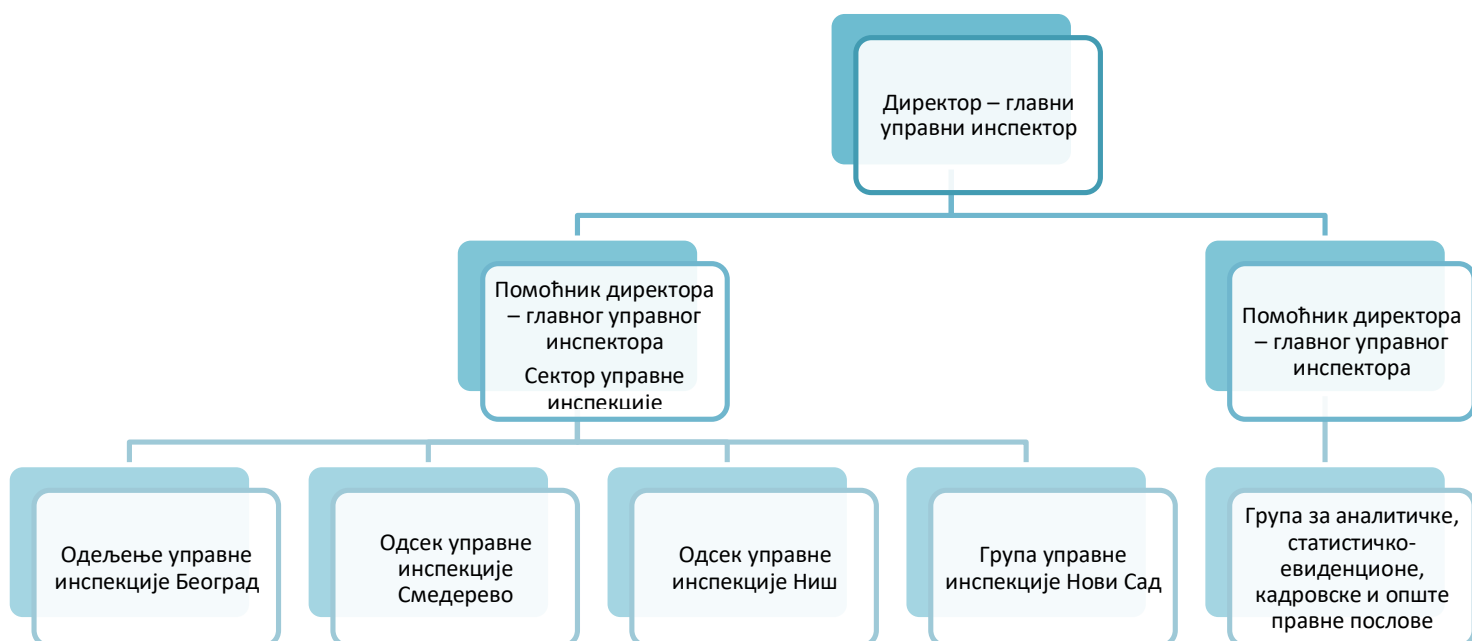 Директор – главни
управни инспектор
Помоћник директора
– главног управног
инспектора
Сектор управне
инспекције
Помоћник директора
– главног управног
инспектора
Одељење управне
инспекције Београд
Одсек управне
инспекције
Смедерево
Одсек управне
инспекције Ниш
Група управне
инспекције Нови Сад
Група за аналитичке,
статистичко-
евиденционе,
кадровске и опште
правне послове